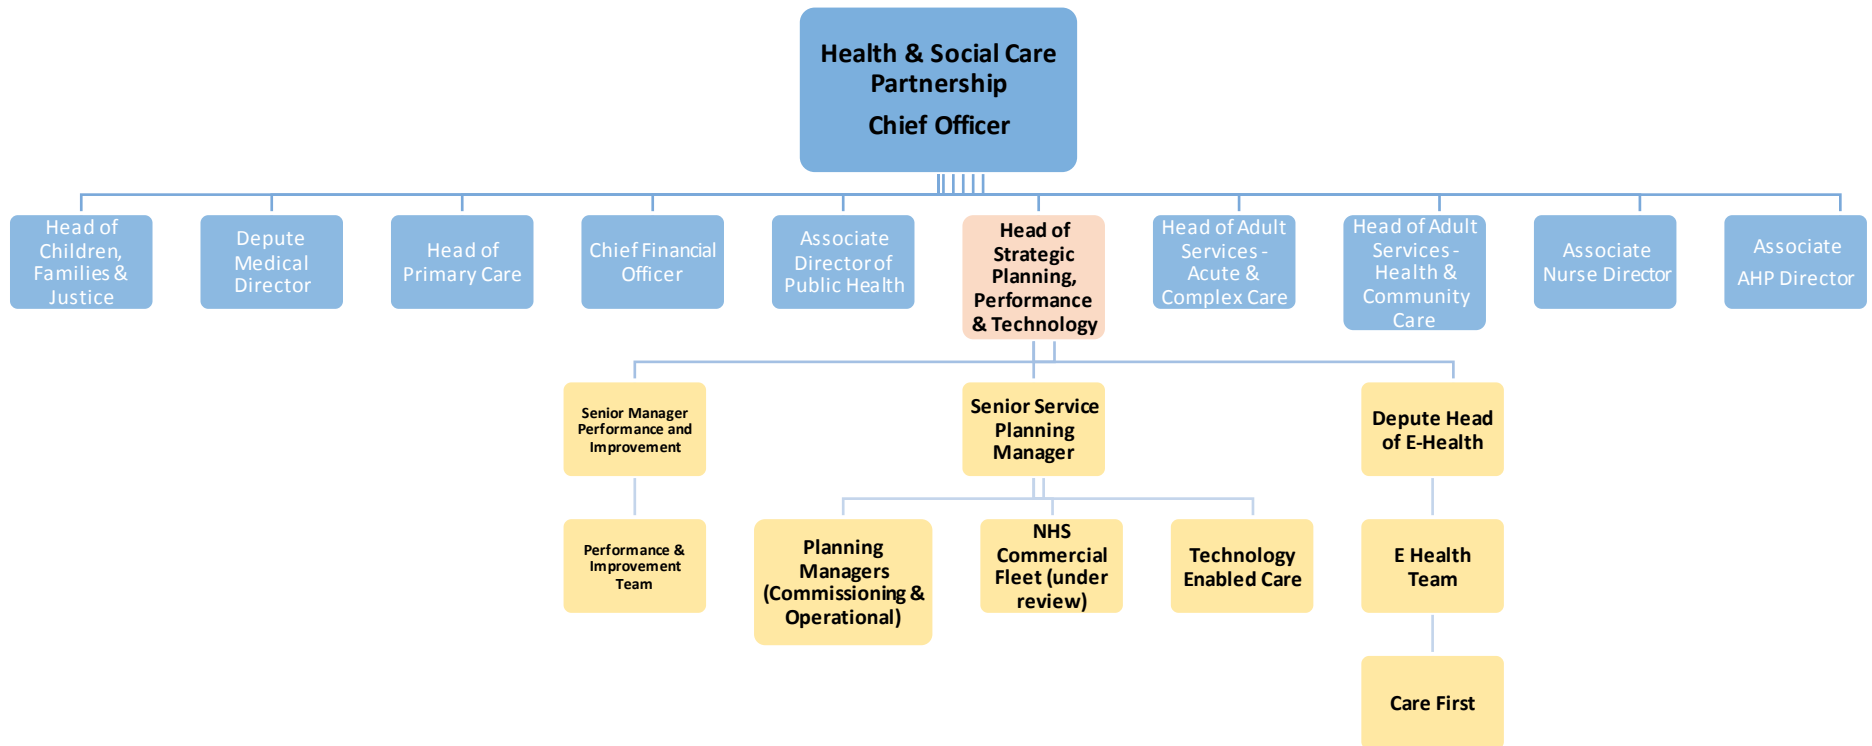 Health & Social Care
Partnership
Chief Officer
Head of
Children,
Families &
Justice
Depute
Medical
Director
Head of
Primary Care
Chief Financial
Officer
Associate
Director of
Public Health
Head of
Strategic
Planning,
Performance
& Technology
Head of Adult
Services -
Acute &
Complex Care
Head of Adult
Services -
Health &
Community
Care
Associate
Nurse Director
Associate
AHP Director
Senior Manager
Performance and
Improvement
Senior Service
Planning
Manager
Depute Head
of E-Health
Performance &
Improvement
Team
Planning
Managers
(Commissioning &
Operational)
NHS
Commercial
Fleet (under
review)
Technology
Enabled Care
E Health
Team
Care First